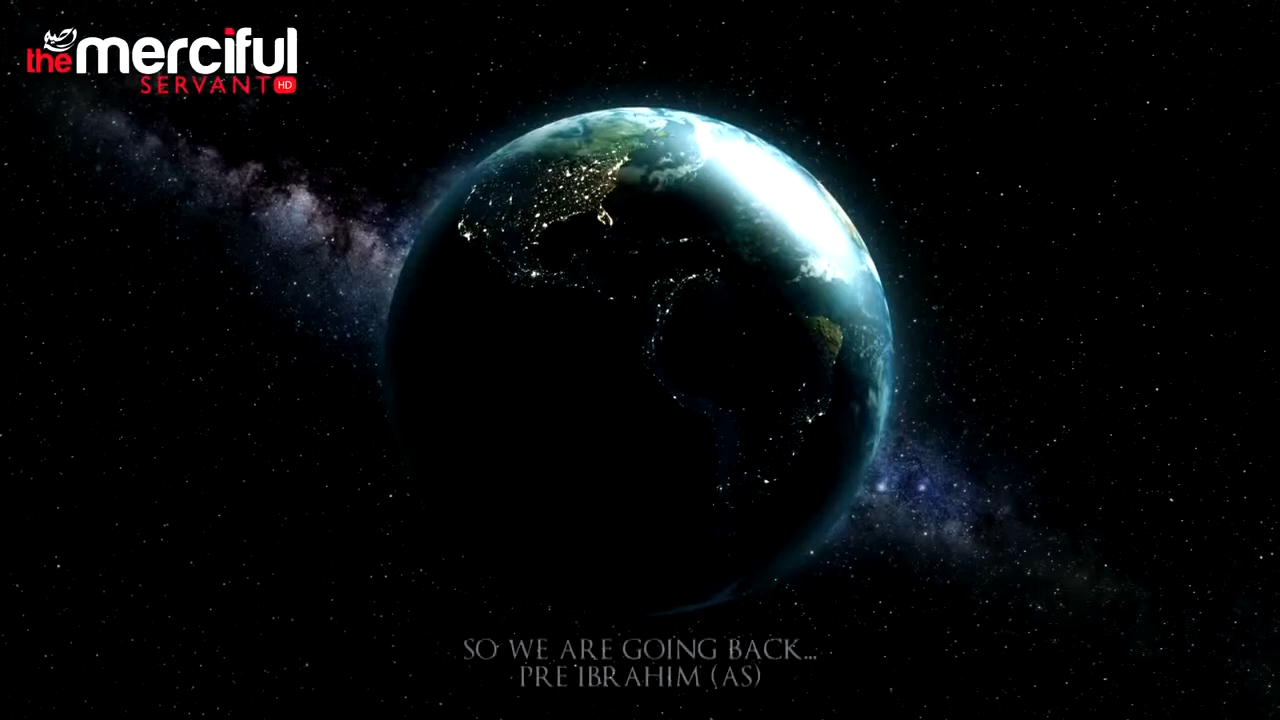 the merciful
SERVANT HD
SO WE ARE GOING BACK...
PRE IBRAHIM (AS)